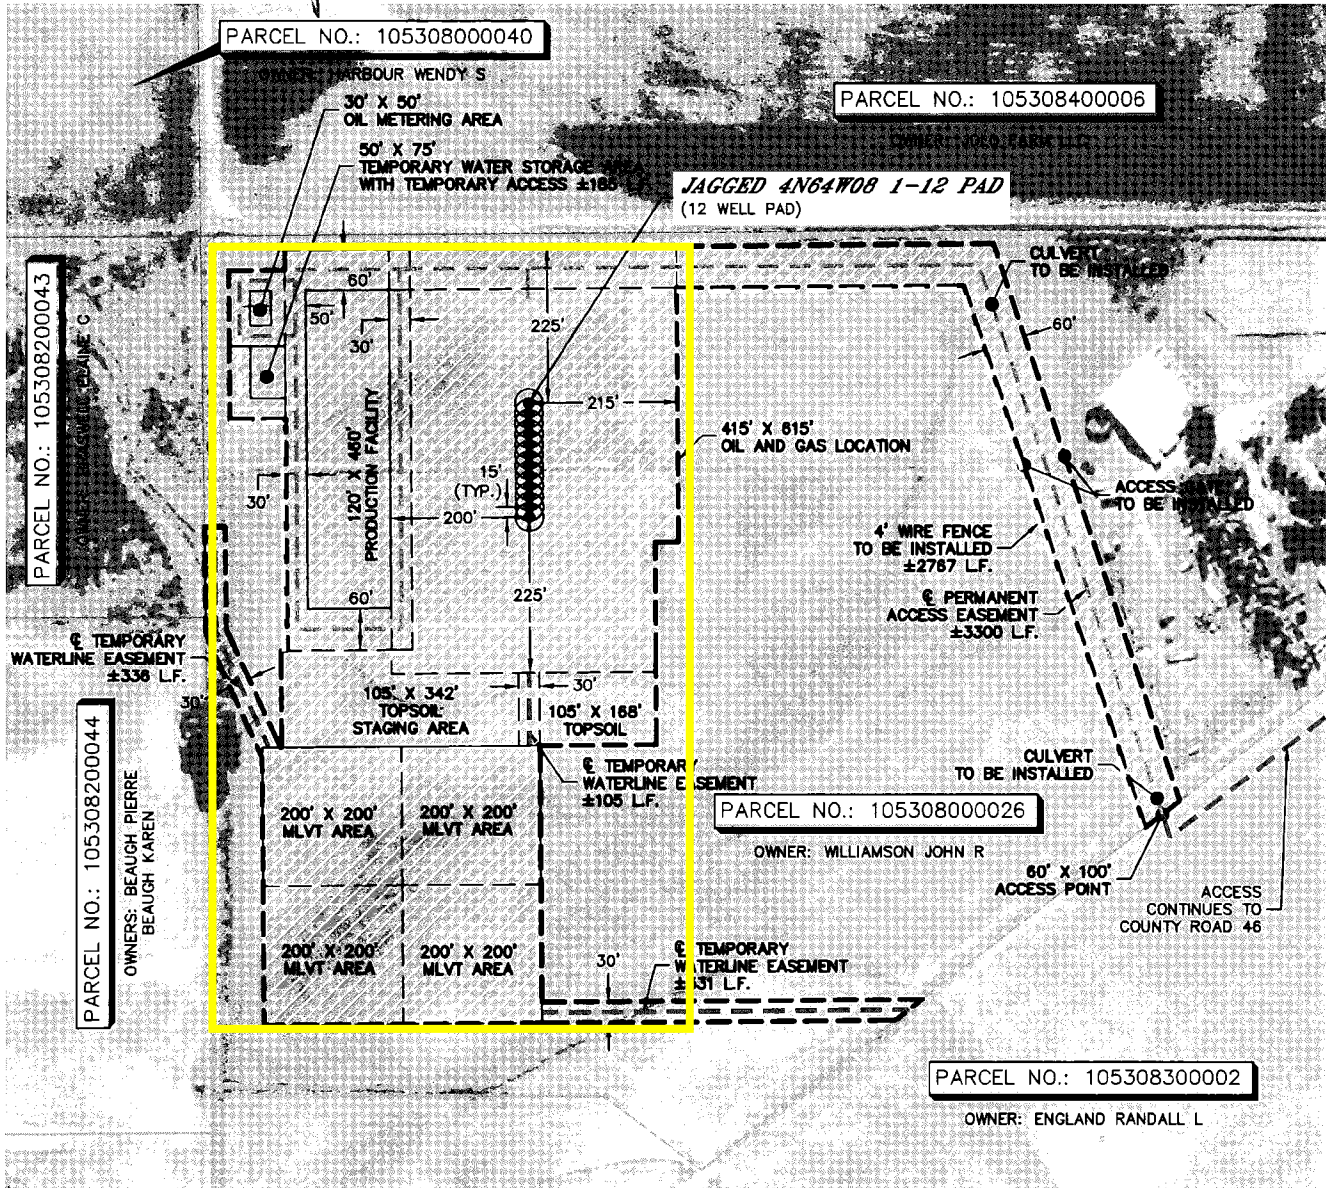 PARCEL NO.: 105308000040
OWNER: HARBOUR WENDY S
30' X 50'
OIL METERING AREA
50' X 75'
TEMPORARY WATER STORAGE AREA
WITH TEMPORARY ACCESS ±165 L.F.
PARCEL NO.: 105308400006
JAGGED 4N64W08 1-12 PAD
(12 WELL PAD)
CULVERT
TO BE INSTALLED
PARCEL NO.: 105308200043
60'
50'
30'
225'
60'
215'
120' X 460'
PRODUCTION FACILITY
415' X 615'
OIL AND GAS LOCATION
15'
(TYP.)
200'
30'
ACCESS
TO BE INSTALLED
4' WIRE FENCE
TO BE INSTALLED
±2767 L.F.
60'
225'
℄ PERMANENT
ACCESS EASEMENT
±3300 L.F.
℄ TEMPORARY
WATERLINE EASEMENT
±336 L.F.
30'
105' X 342'
TOPSOIL
STAGING AREA
30'
105' X 168'
TOPSOIL
PARCEL NO.: 105308200044
OWNERS: BEAUGH PIERRE
BEAUGH KAREN
℄ TEMPORARY
WATERLINE EASEMENT
±105 L.F.
CULVERT
TO BE INSTALLED
200' X 200'
MLVT AREA
200' X 200'
MLVT AREA
PARCEL NO.: 105308000026
OWNER: WILLIAMSON JOHN R
60' X 100'
ACCESS POINT
ACCESS
CONTINUES TO
COUNTY ROAD 46
200' X 200'
MLVT AREA
200' X 200'
MLVT AREA
30'
℄ TEMPORARY
WATERLINE EASEMENT
L.F.
PARCEL NO.: 105308300002
OWNER: ENGLAND RANDALL L